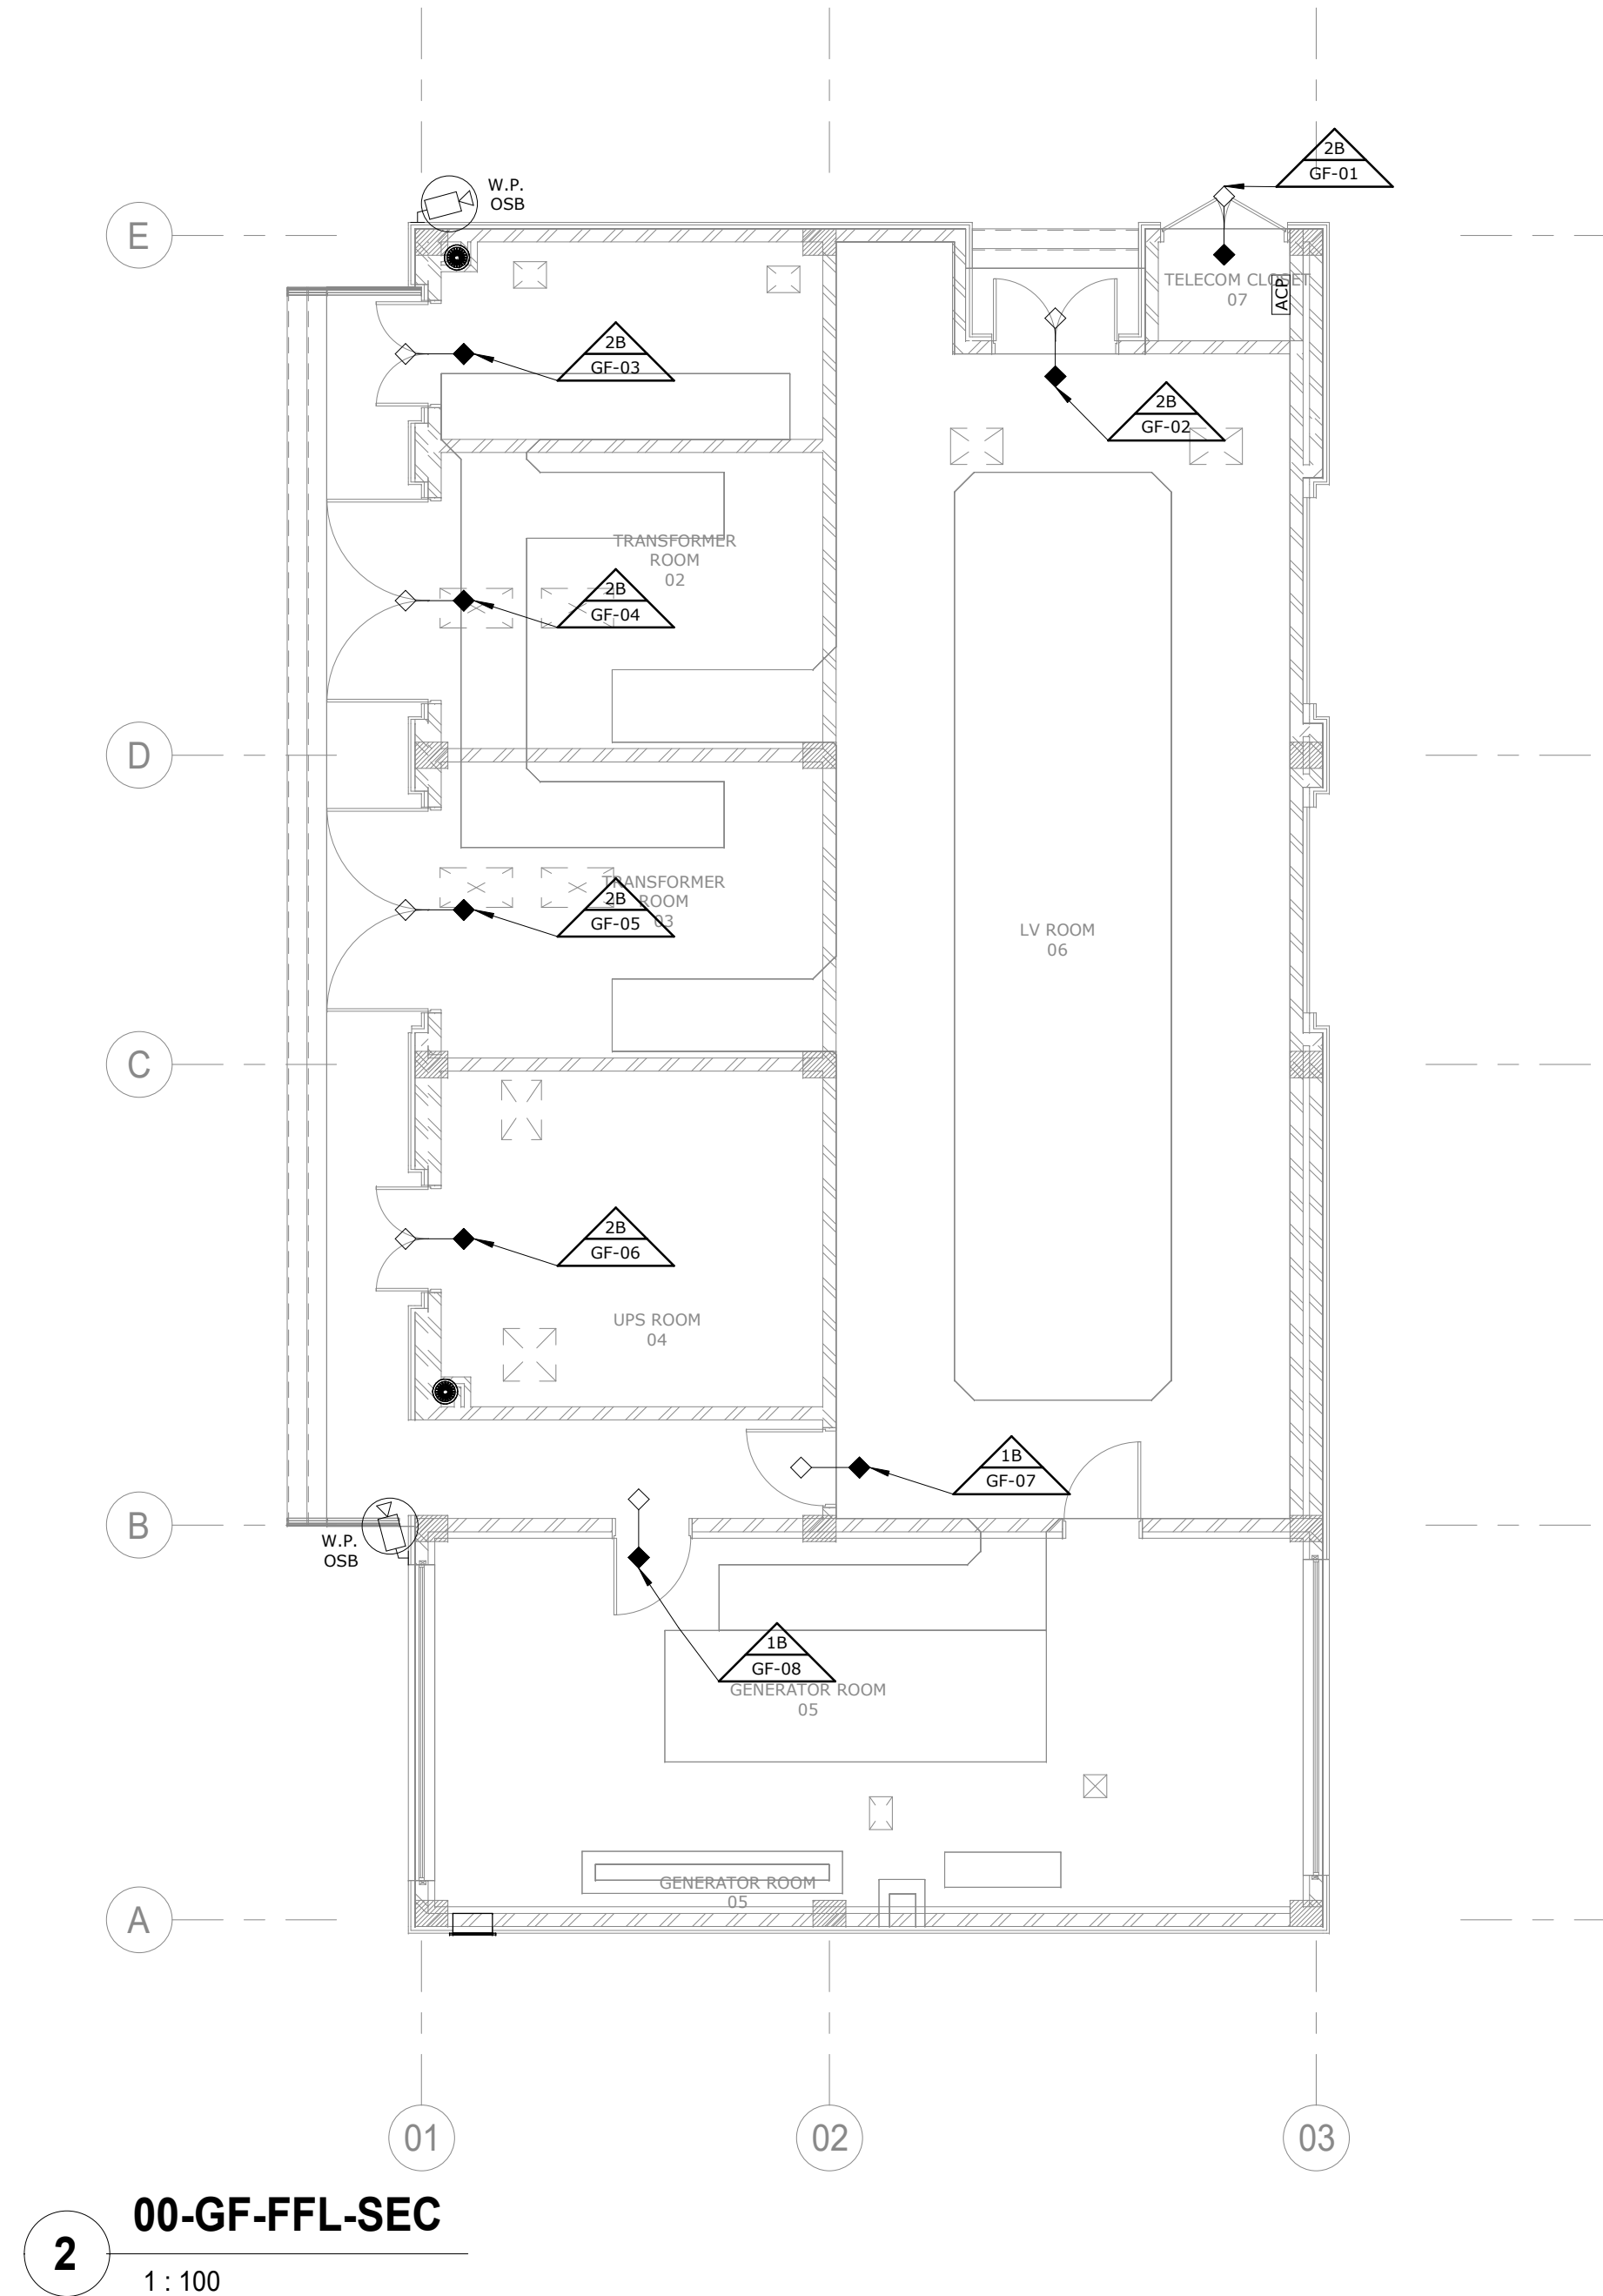 2B
GF-01
W.P.
OSB
E
TELECOM CLOSET
07
ACP
2B
GF-03
2B
GF-02
TRANSFORMER
ROOM
02
2B
GF-04
D
TRANSFORMER
ROOM
03
2B
GF-05
LV ROOM
06
C
2B
GF-06
UPS ROOM
04
1B
GF-07
B
W.P.
OSB
1B
GF-08
GENERATOR ROOM
05
GENERATOR ROOM
05
A
01
02
03
2
00-GF-FFL-SEC
1 : 100